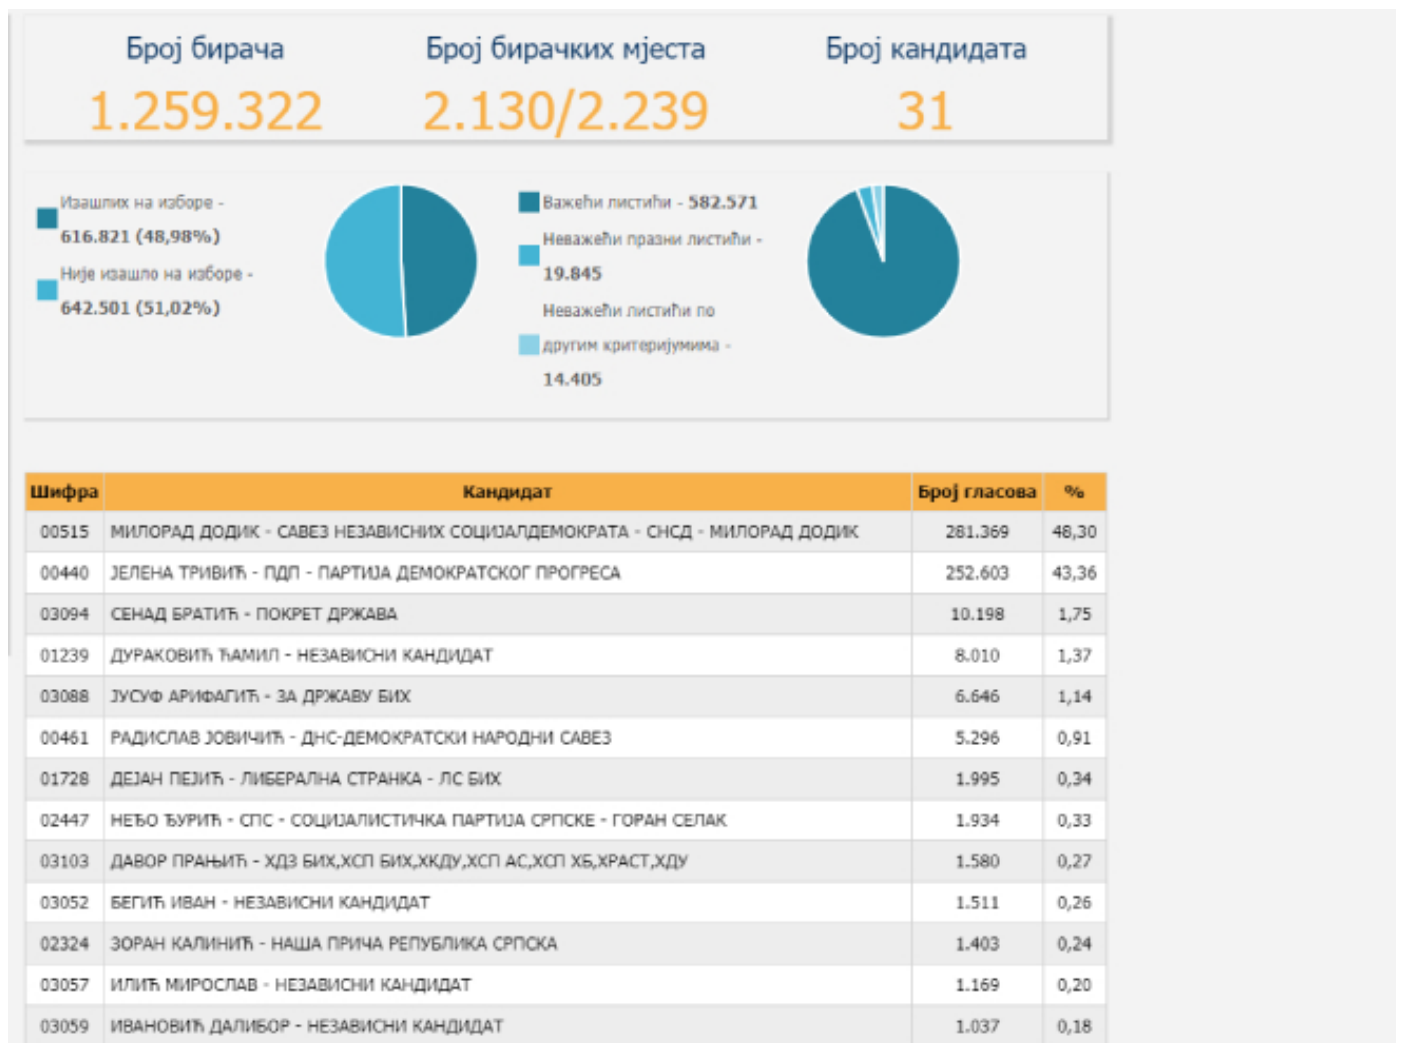 Број бирача Број бирачких мјеста Број кандидата
1.259.322 2.130/2.239 31
Изашлих на изборе -
616.821 (48,98%)
Није изашло на изборе -
642.501 (51,02%)
Важећи листићи - 582.571
Неважећи празни листићи -
19.845
Неважећи листићи по
другим критеријумима -
14.405
Шифра Кандидат Број гласова %
00515 МИЛОРАД ДОДИК - САВЕЗ НЕЗАВИСНИХ СОЦИЈАЛДЕМОКРАТА - СНСД - МИЛОРАД ДОДИК 281.369 48,30
00440 ЈЕЛЕНА ТРИВИЋ - ПДП - ПАРТИЈА ДЕМОКРАТСКОГ ПРОГРЕСА 252.603 43,36
03094 СЕНАД БРАТИЋ - ПОКРЕТ ДРЖАВА 10.198 1,75
01239 ДУРАКОВИЋ ЋАМИЛ - НЕЗАВИСНИ КАНДИДАТ 8.010 1,37
03088 ЈУСУФ АРИФАГИЋ - ЗА ДРЖАВУ БИХ 6.646 1,14
00461 РАДИСЛАВ ЈОВИЧИЋ - ДНС-ДЕМОКРАТСКИ НАРОДНИ САВЕЗ 5.296 0,91
01728 ДЕЈАН ПЕЈИЋ - ЛИБЕРАЛНА СТРАНКА - ЛС БИХ 1.995 0,34
02447 НЕЂО ЂУРИЋ - СПС - СОЦИЈАЛИСТИЧКА ПАРТИЈА СРПСКЕ - ГОРАН СЕЛАК 1.934 0,33
03103 ДАВОР ПРАЊИЋ - ХДЗ БИХ,ХСП БИХ,ХКДУ,ХСП АС,ХСП ХБ,ХРАСТ,ХДУ 1.580 0,27
03052 БЕГИЋ ИВАН - НЕЗАВИСНИ КАНДИДАТ 1.511 0,26
02324 ЗОРАН КАЛИНИЋ - НАША ПРИЧА РЕПУБЛИКА СРПСКА 1.403 0,24
03057 ИЛИЋ МИРОСЛАВ - НЕЗАВИСНИ КАНДИДАТ 1.169 0,20
03059 ИВАНОВИЋ ДАЛИБОР - НЕЗАВИСНИ КАНДИДАТ 1.037 0,18